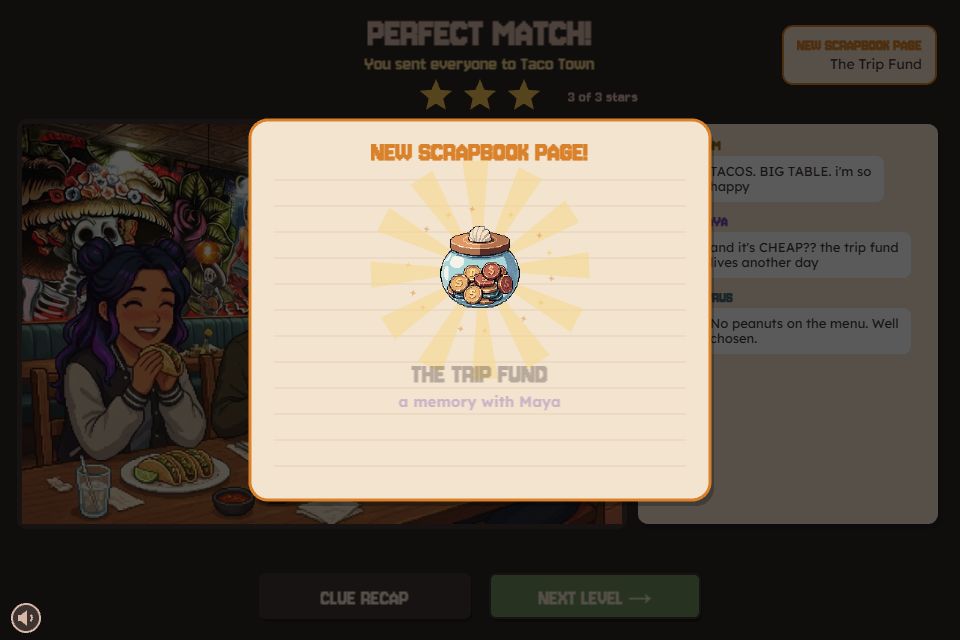 PERFECT MATCH!
You sent everyone to Taco Town
3 of 3 stars
NEW SCRAPBOOK PAGE
The Trip Fund
NEW SCRAPBOOK PAGE!
THE TRIP FUND
a memory with Maya
TACOS. BIG TABLE. i'm so
happy
and it's CHEAP?? the trip fund
lives another day
No peanuts on the menu. Well
chosen.
CLUE RECAP
NEXT LEVEL →